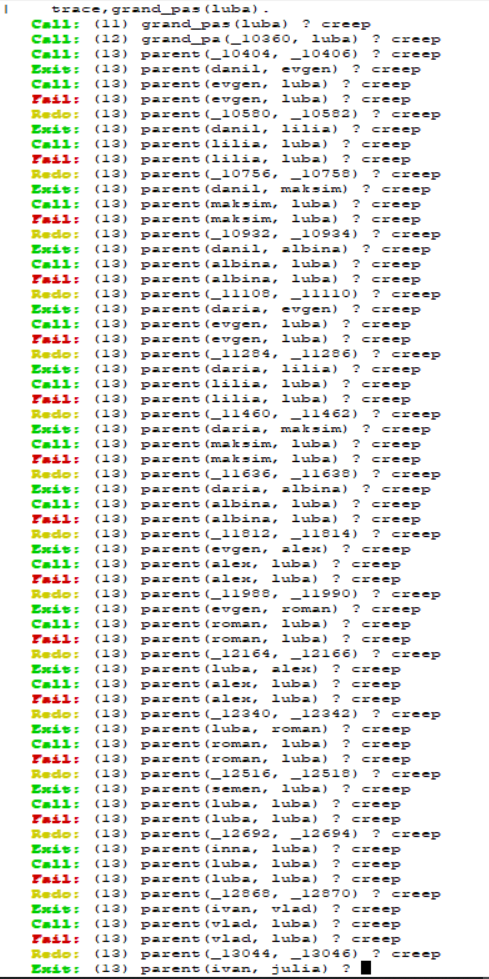 |    trace,grand_pas(luba).
Call: (11) grand_pas(luba) ? creep
Call: (12) grand_pa(_10360, luba) ? creep
Call: (13) parent(_10404, _10406) ? creep
Exit: (13) parent(danil, evgen) ? creep
Call: (13) parent(evgen, luba) ? creep
Fail: (13) parent(evgen, luba) ? creep
Redo: (13) parent(_10580, _10582) ? creep
Exit: (13) parent(danil, lilia) ? creep
Call: (13) parent(lilia, luba) ? creep
Fail: (13) parent(lilia, luba) ? creep
Redo: (13) parent(_10756, _10758) ? creep
Exit: (13) parent(danil, maksim) ? creep
Call: (13) parent(maksim, luba) ? creep
Fail: (13) parent(maksim, luba) ? creep
Redo: (13) parent(_10932, _10934) ? creep
Exit: (13) parent(danil, albina) ? creep
Call: (13) parent(albina, luba) ? creep
Fail: (13) parent(albina, luba) ? creep
Redo: (13) parent(_11108, _11110) ? creep
Exit: (13) parent(daria, evgen) ? creep
Call: (13) parent(evgen, luba) ? creep
Fail: (13) parent(evgen, luba) ? creep
Redo: (13) parent(_11284, _11286) ? creep
Exit: (13) parent(daria, lilia) ? creep
Call: (13) parent(lilia, luba) ? creep
Fail: (13) parent(lilia, luba) ? creep
Redo: (13) parent(_11460, _11462) ? creep
Exit: (13) parent(daria, maksim) ? creep
Call: (13) parent(maksim, luba) ? creep
Fail: (13) parent(maksim, luba) ? creep
Redo: (13) parent(_11636, _11638) ? creep
Exit: (13) parent(daria, albina) ? creep
Call: (13) parent(albina, luba) ? creep
Fail: (13) parent(albina, luba) ? creep
Redo: (13) parent(_11812, _11814) ? creep
Exit: (13) parent(evgen, alex) ? creep
Call: (13) parent(alex, luba) ? creep
Fail: (13) parent(alex, luba) ? creep
Redo: (13) parent(_11988, _11990) ? creep
Exit: (13) parent(evgen, roman) ? creep
Call: (13) parent(roman, luba) ? creep
Fail: (13) parent(roman, luba) ? creep
Redo: (13) parent(_12164, _12166) ? creep
Exit: (13) parent(luba, alex) ? creep
Call: (13) parent(alex, luba) ? creep
Fail: (13) parent(alex, luba) ? creep
Redo: (13) parent(_12340, _12342) ? creep
Exit: (13) parent(luba, roman) ? creep
Call: (13) parent(roman, luba) ? creep
Fail: (13) parent(roman, luba) ? creep
Redo: (13) parent(_12516, _12518) ? creep
Exit: (13) parent(semen, luba) ? creep
Call: (13) parent(luba, luba) ? creep
Fail: (13) parent(luba, luba) ? creep
Redo: (13) parent(_12692, _12694) ? creep
Exit: (13) parent(inna, luba) ? creep
Call: (13) parent(luba, luba) ? creep
Fail: (13) parent(luba, luba) ? creep
Redo: (13) parent(_12868, _12870) ? creep
Exit: (13) parent(ivan, vlad) ? creep
Call: (13) parent(vlad, luba) ? creep
Fail: (13) parent(vlad, luba) ? creep
Redo: (13) parent(_13044, _13046) ? creep
Exit: (13) parent(ivan, julia) ?